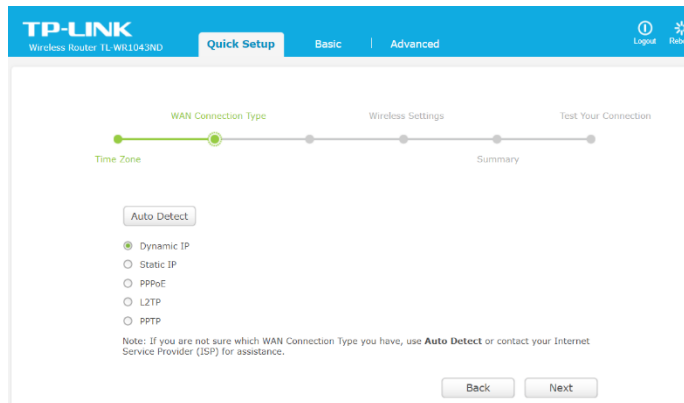 TP-LINK
Wireless Router TL-WR1043ND
Quick Setup
Basic
Advanced
Logout
WAN Connection Type
Wireless Settings
Test Your Connection
Time Zone
Summary
Auto Detect
Dynamic IP
Static IP
PPPoE
L2TP
PPTP
Note: If you are not sure which WAN Connection Type you have, use Auto Detect or contact your Internet
Service Provider (ISP) for assistance.
Back
Next